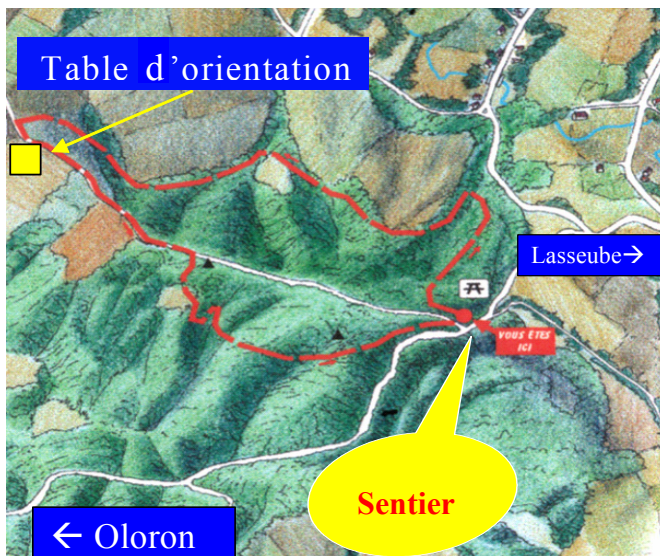 Table d'orientation
Lasseube→
VOUS ÊTES
ICI
Sentier
← Oloron